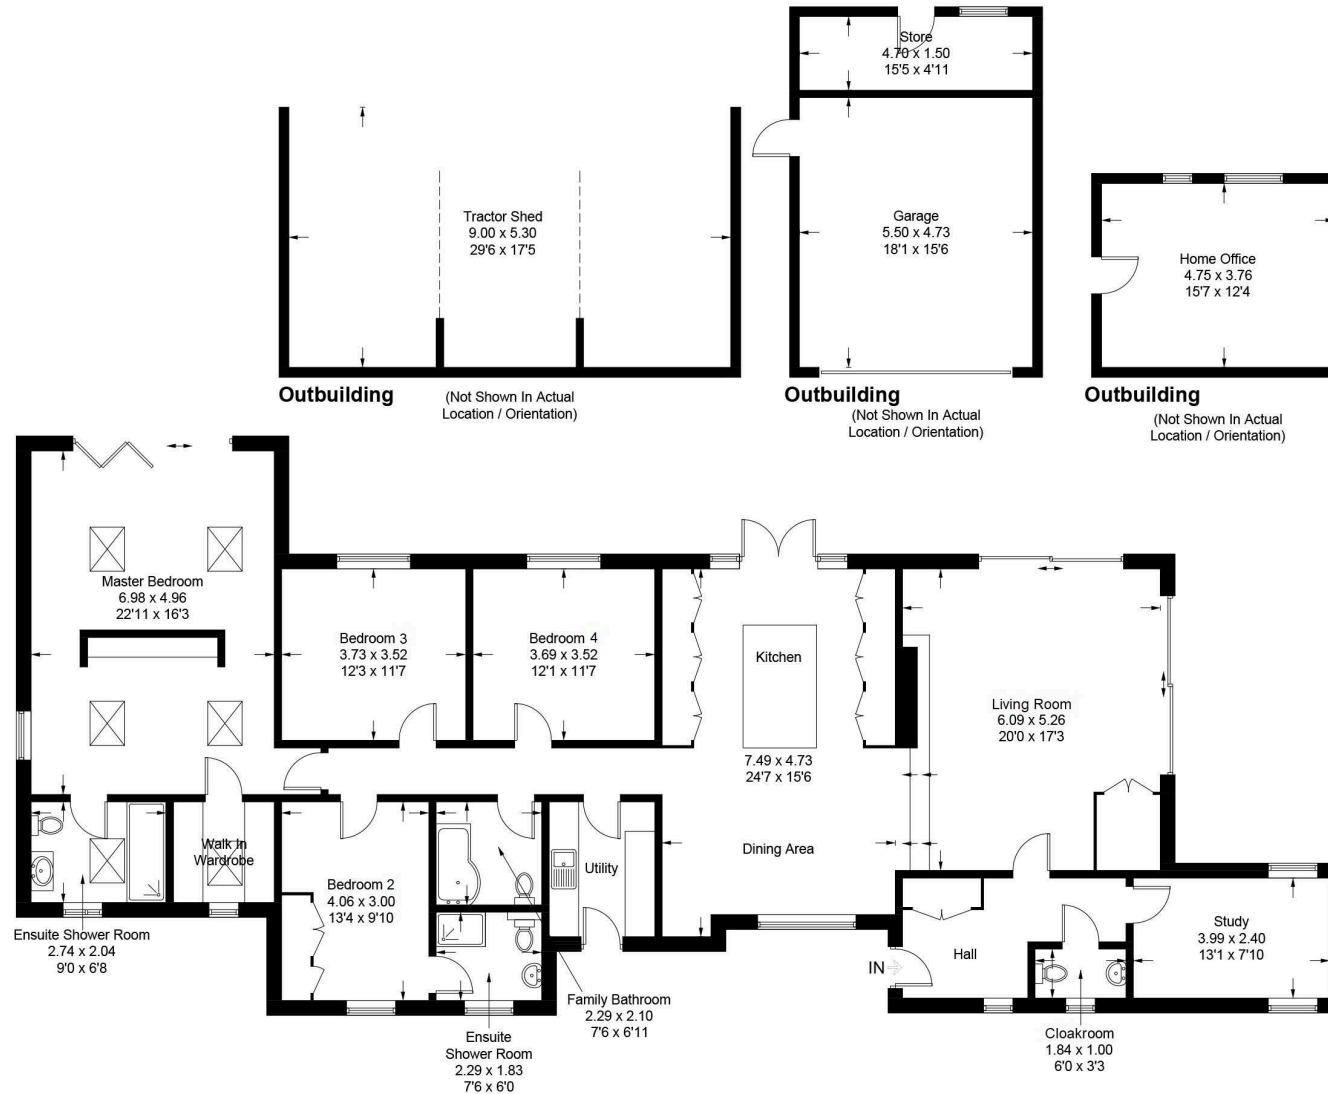 Store
4.70 x 1.50
15'5 x 4'11
Tractor Shed
9.00 x 5.30
29'6 x 17'5
Garage
5.50 x 4.73
18'1 x 15'6
Home Office
4.75 x 3.76
15'7 x 12'4
Outbuilding
(Not Shown In Actual
Location / Orientation)
Outbuilding
(Not Shown In Actual
Location / Orientation)
Outbuilding
(Not Shown In Actual
Location / Orientation)
Master Bedroom
6.98 x 4.96
22'11 x 16'3
Bedroom 3
3.73 x 3.52
12'3 x 11'7
Bedroom 4
3.69 x 3.52
12'1 x 11'7
Kitchen
7.49 x 4.73
24'7 x 15'6
Living Room
6.09 x 5.26
20'0 x 17'3
Walk In
Wardrobe
Bedroom 2
4.06 x 3.00
13'4 x 9'10
Utility
Dining Area
Ensuite Shower Room
2.74 x 2.04
9'0 x 6'8
Hall
IN
Study
3.99 x 2.40
13'1 x 7'10
Family Bathroom
2.29 x 2.10
7'6 x 6'11
Ensuite
Shower Room
2.29 x 1.83
7'6 x 6'0
Cloakroom
1.84 x 1.00
6'0 x 3'3